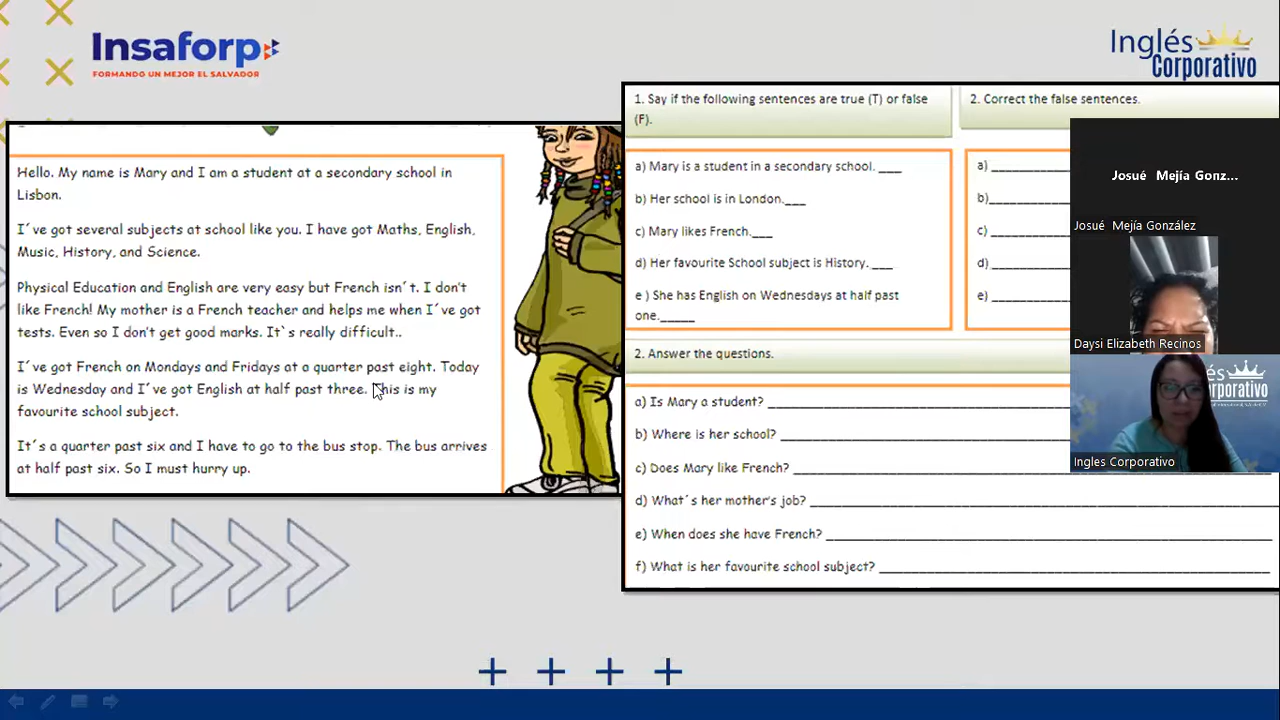 Insaforp
FORMANDO UN MEJOR EL SALVADOR
Inglés
Corporativo
Hello. My name is Mary and I am a student at a secondary school in
Lisbon.
I´ve got several subjects at school like you. I have got Maths, English,
Music, History, and Science.
Physical Education and English are very easy but French isn´t. I don't
like French! My mother is a French teacher and helps me when I´ve got
tests. Even so I don't get good marks. It`s really difficult..
I´ve got French on Mondays and Fridays at a quarter past eight. Today
is Wednesday and I´ve got English at half past three. This is my
favourite school subject.
It´s a quarter past six and I have to go to the bus stop. The bus arrives
at half past six. So I must hurry up.
1. Say if the following sentences are true (T) or false
(F).
a) Mary is a student in a secondary school. ___
b) Her school is in London.___
c) Mary likes French.___
d) Her favourite School subject is History. ___
e ) She has English on Wednesdays at half past
one._____
2. Correct the false sentences.
a)
b)
c)
d)
e)
2. Answer the questions.
a) Is Mary a student?
b) Where is her school?
c) Does Mary like French?
d) What´s her mother's job?
e) When does she have French?
f) What is her favourite school subject?
Josué Mejía Gonz...
Josué Mejía González
Daysi Elizabeth Recinos
Corporativo
Ingles Corporativo